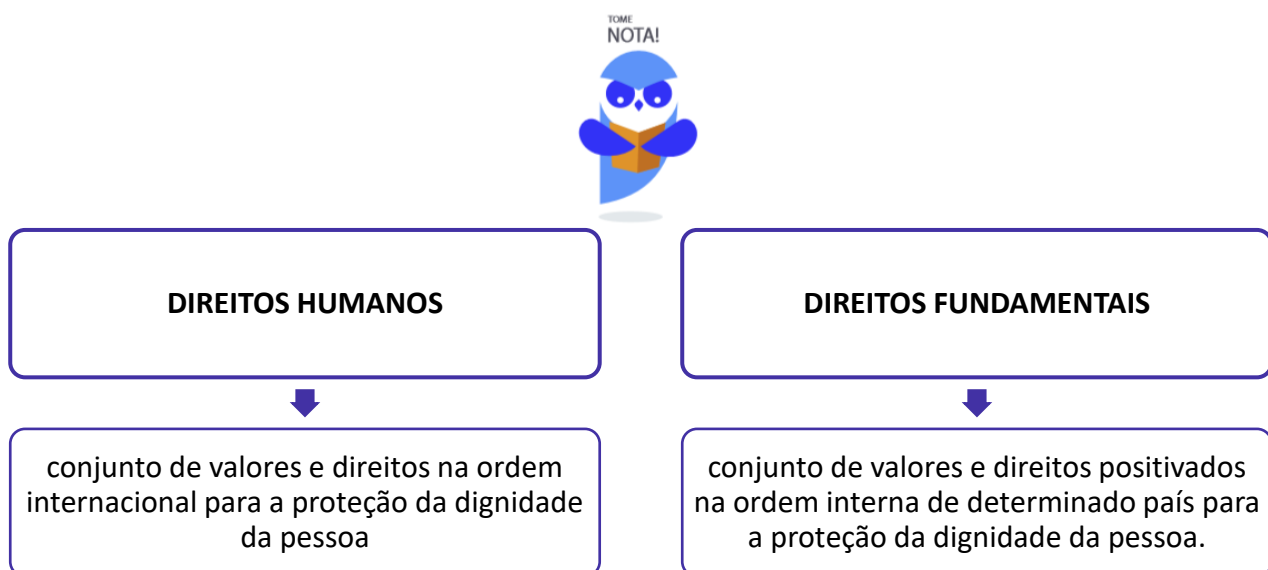 TOME
NOTA!
DIREITOS HUMANOS
conjunto de valores e direitos na ordem
internacional para a proteção da dignidade
da pessoa
DIREITOS FUNDAMENTAIS
conjunto de valores e direitos positivados
na ordem interna de determinado país para
a proteção da dignidade da pessoa.